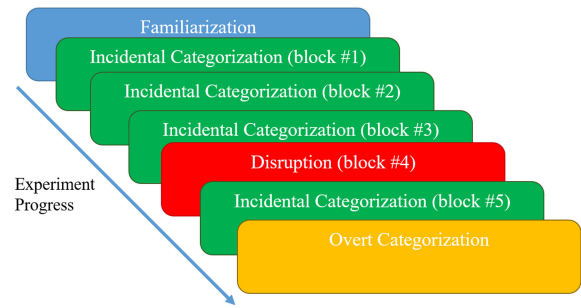 Familiarization
Incidental Categorization (block #1)
Incidental Categorization (block #2)
Incidental Categorization (block #3)
Disruption (block #4)
Incidental Categorization (block #5)
Overt Categorization
Experiment
Progress